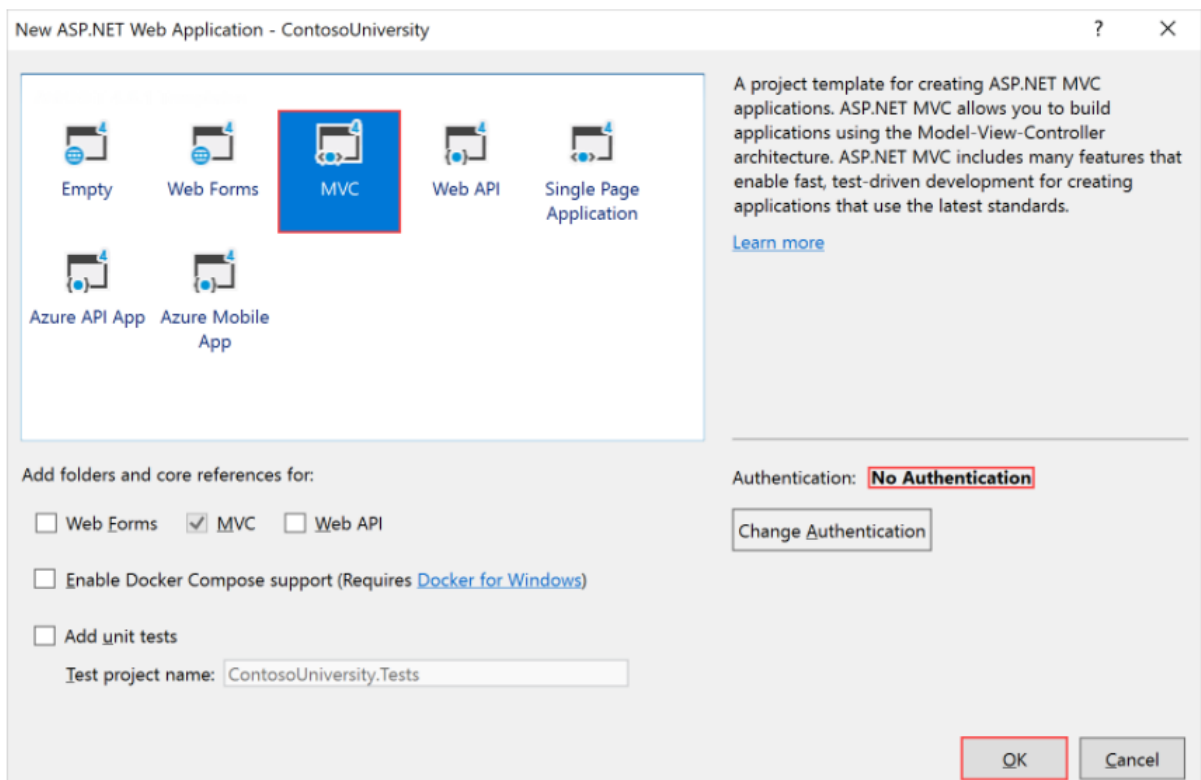 New ASP.NET Web Application - ContosoUniversity
?
Empty
Web Forms
MVC
Web API
Single Page
Application
Azure API App
Azure Mobile
App
A project template for creating ASP.NET MVC
applications. ASP.NET MVC allows you to build
applications using the Model-View-Controller
architecture. ASP.NET MVC includes many features that
enable fast, test-driven development for creating
applications that use the latest standards.
Learn more
Add folders and core references for:
Web Forms
MVC
Web API
Enable Docker Compose support (Requires Docker for Windows)
Add unit tests
Test project name: ContosoUniversity.Tests
Authentication: No Authentication
Change Authentication
OK
Cancel